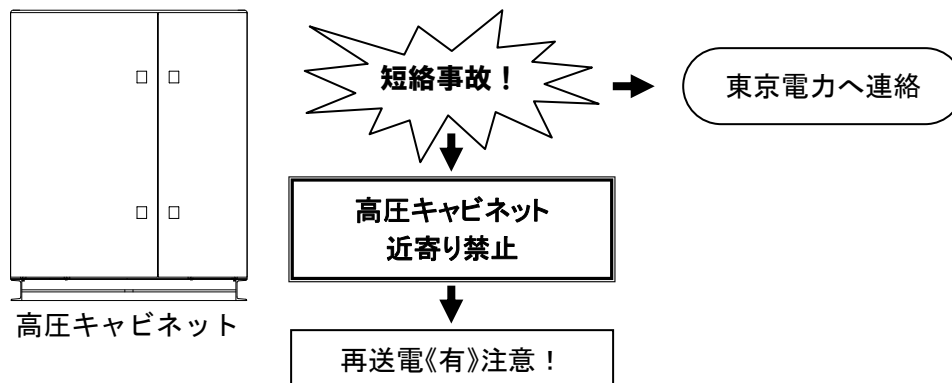 短絡事故！
東京電力へ連絡
高圧キャビネット
近寄り禁止
高圧キャビネット
再送電《有》注意！